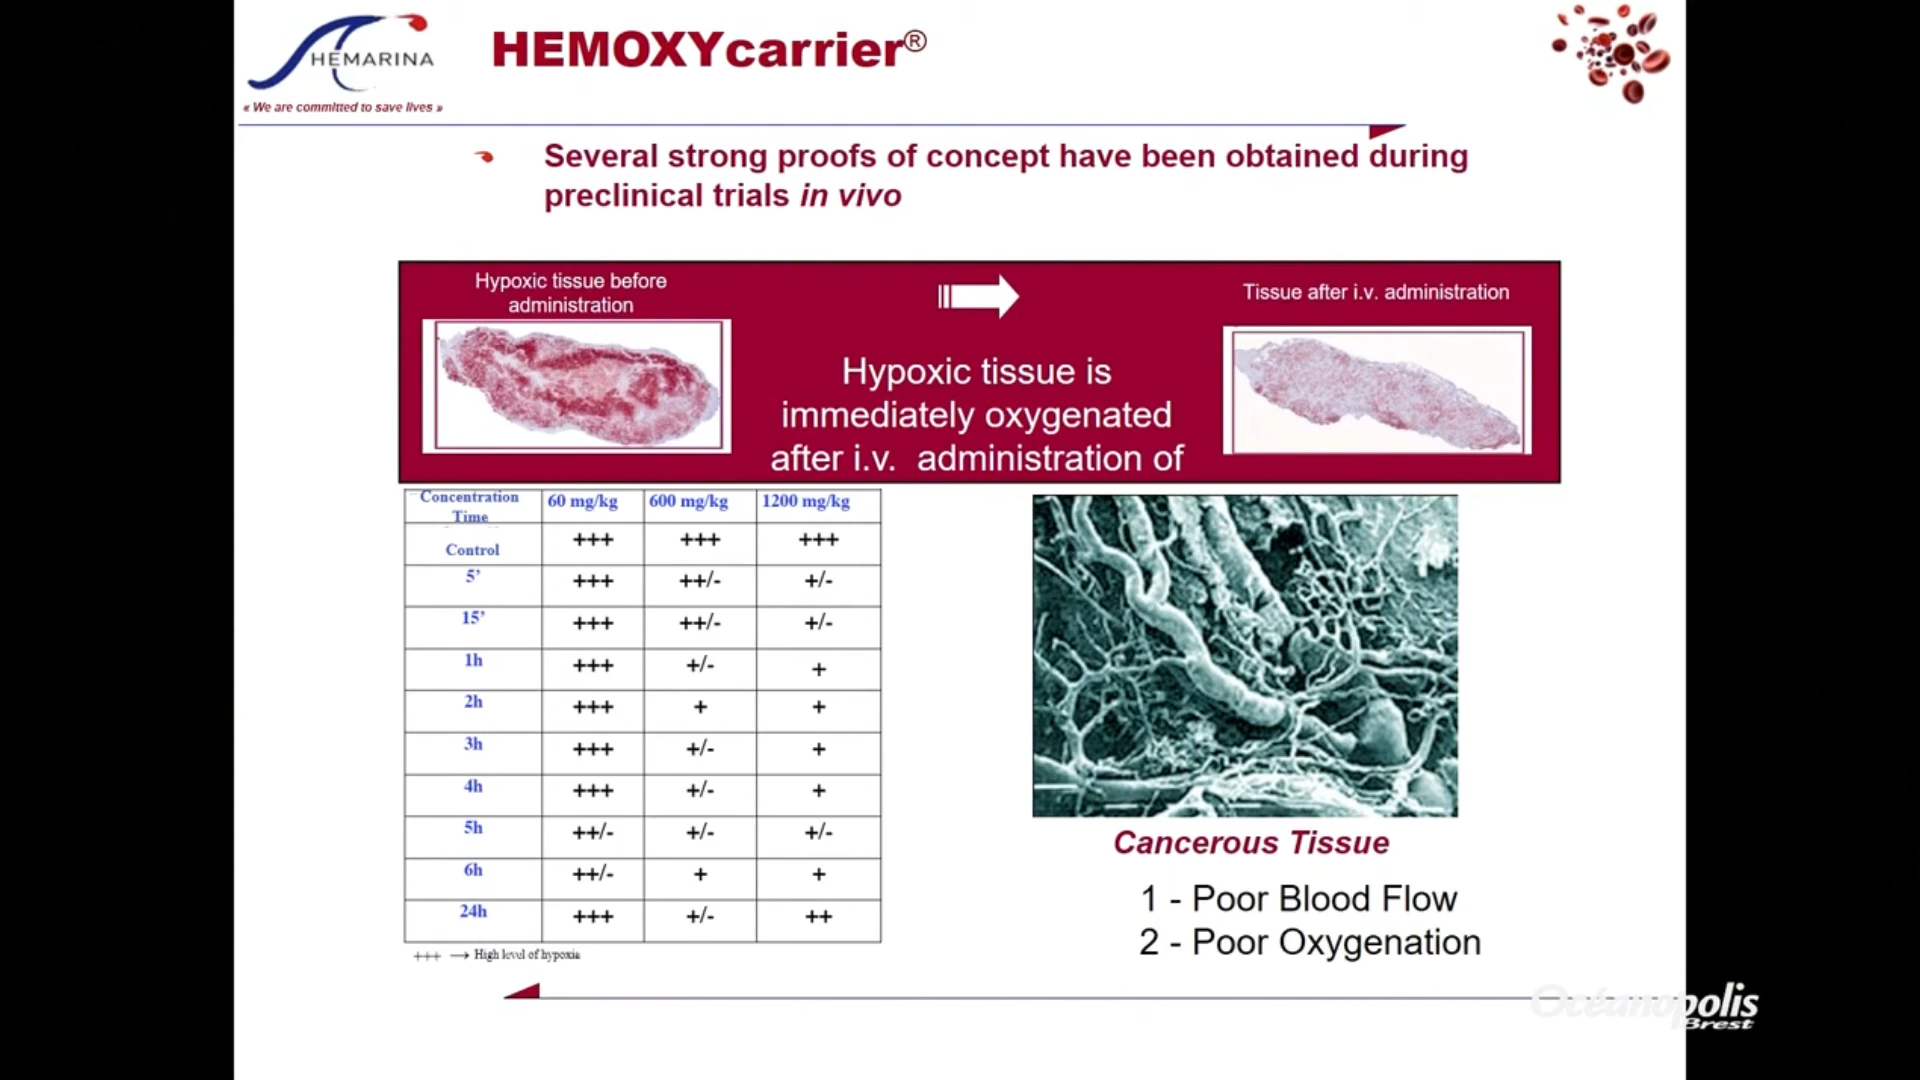 HEMARINA
« We are committed to save lives »
HEMOXYcarrier®
Several strong proofs of concept have been obtained during
preclinical trials in vivo
Hypoxic tissue before
administration
Tissue after i.v. administration
Hypoxic tissue is
immediately oxygenated
after i.v. administration of
Concentration 60 mg/kg 600 mg/kg 1200 mg/kg
Time
Control +++ +++ +++
5’ +++ ++/- +/-
15’ +++ ++/- +/-
1h +++ +/- +
2h +++ + +
3h +++ +/- +
4h +++ +/- +
5h ++/- +/- +/-
6h ++/- + +
24h +++ +/- ++
+++ → High level of hypoxia
Cancerous Tissue
1 - Poor Blood Flow
2 - Poor Oxygenation
Océanopolis
Brest